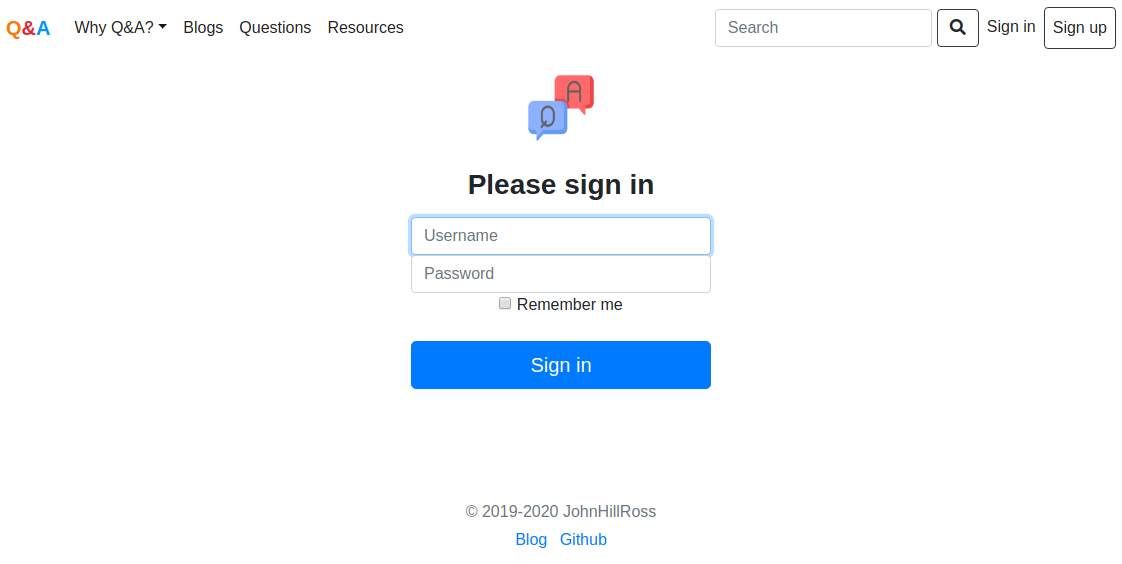 Q&A Why Q&A? Blogs Questions Resources Search Sign in Sign up
A
Q
Please sign in
Username
Password
Remember me
Sign in
© 2019-2020 JohnHillRoss
Blog Github